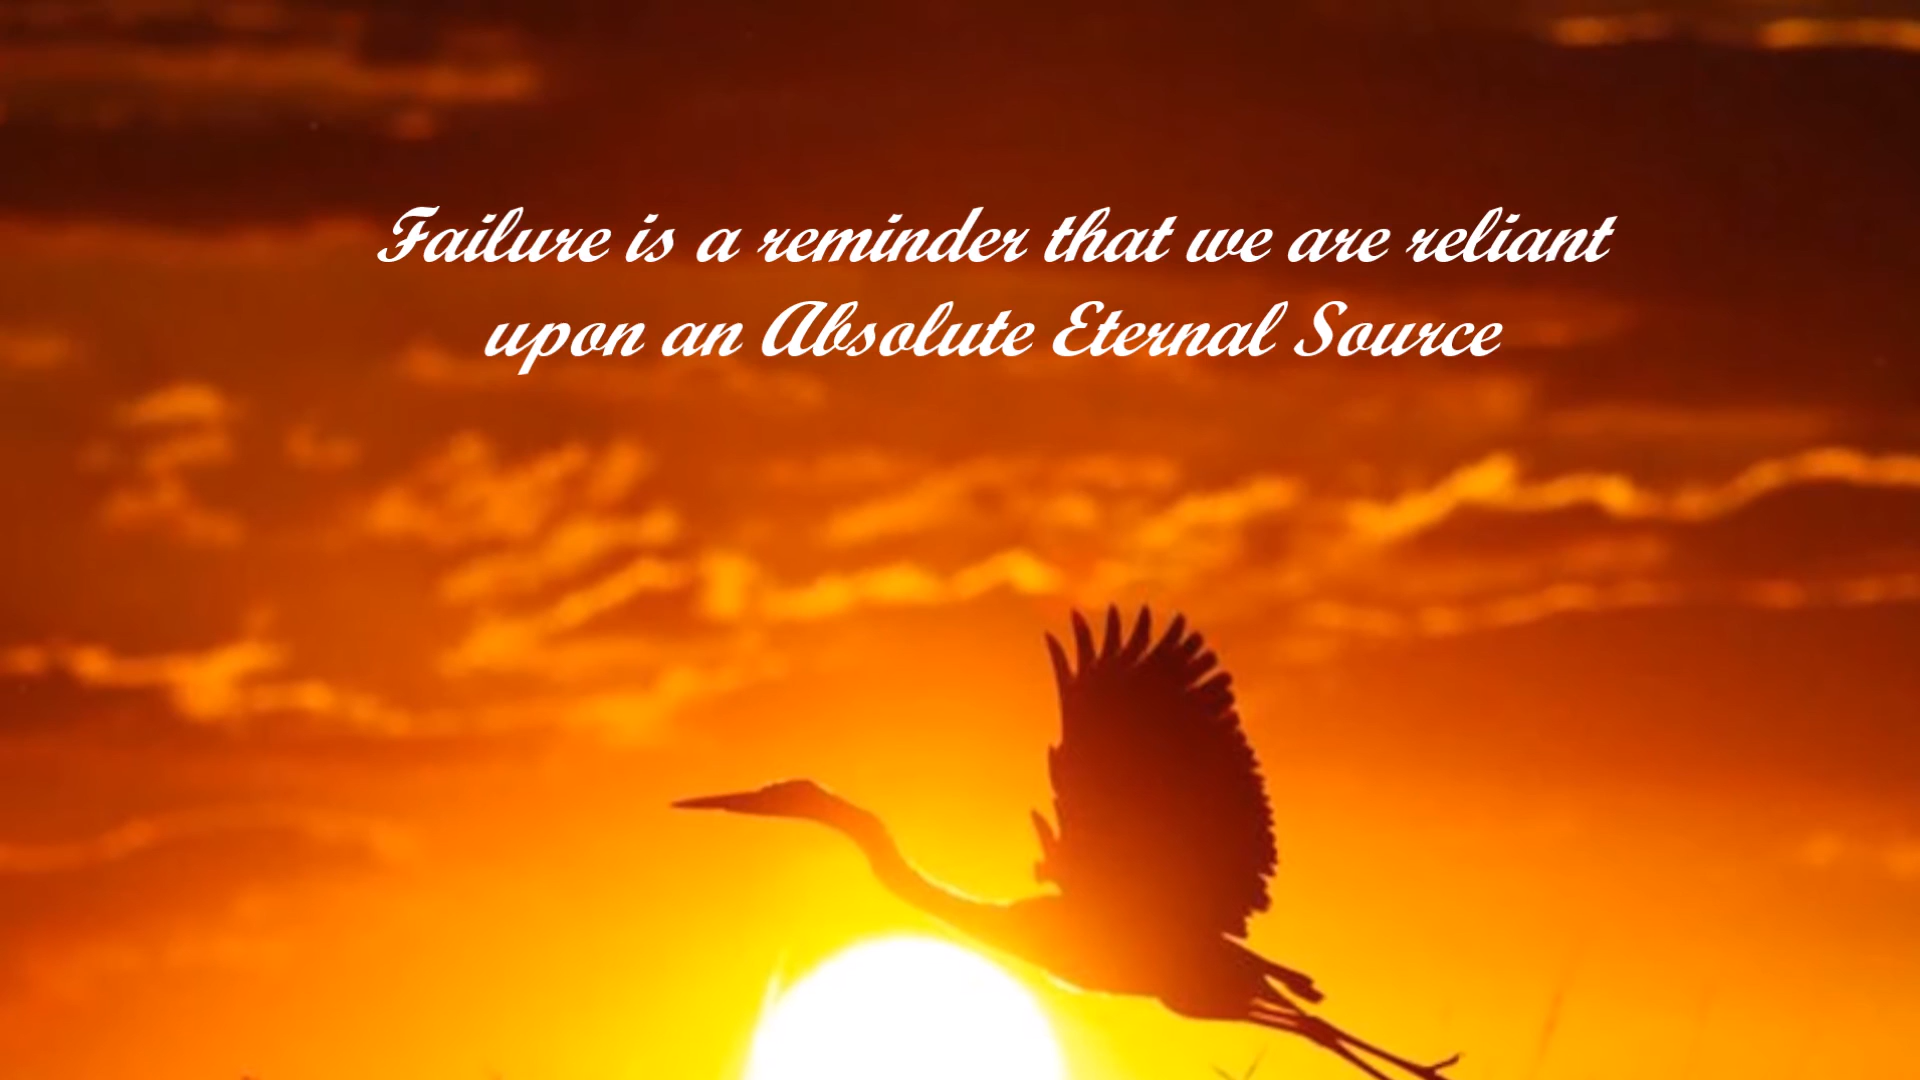 Failure is a reminder that we are reliant
upon an Absolute Eternal Source